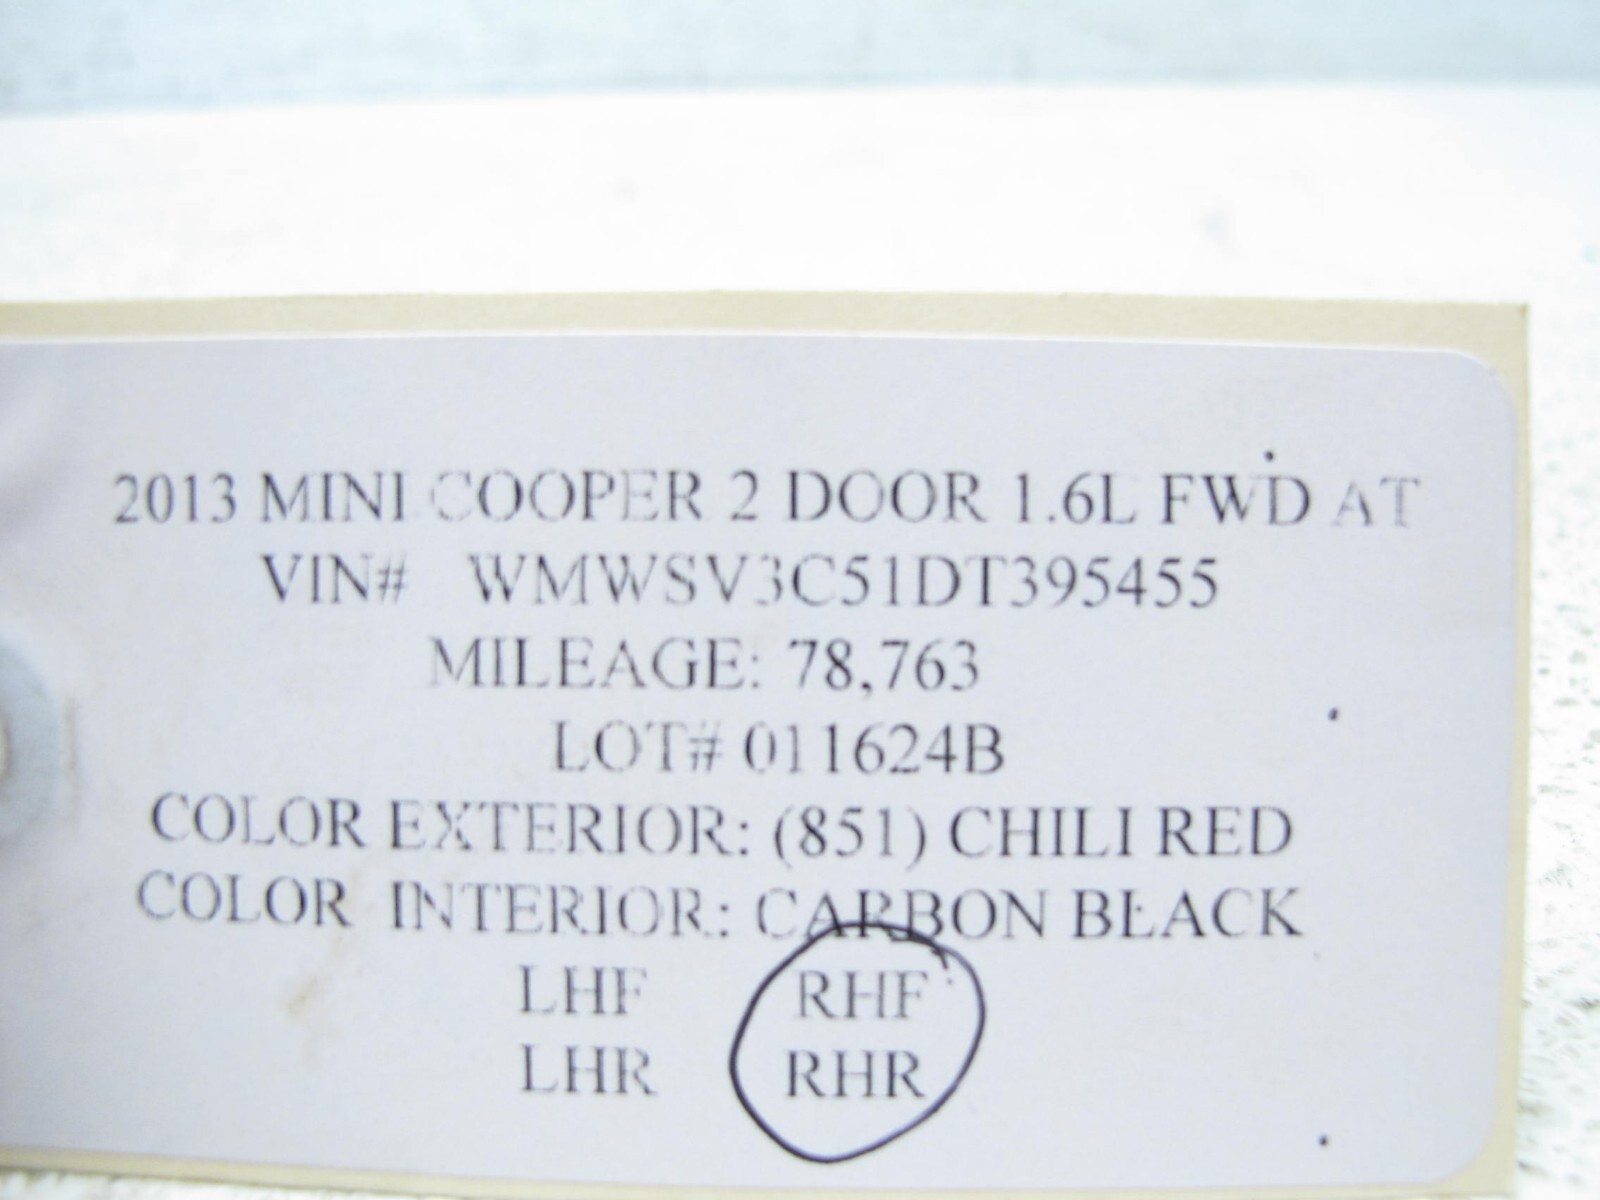 2013 MINI COOPER 2 DOOR 1.6L FWD AT
VIN# WMWSV3C51DT395455
MILEAGE: 78,763
LOT# 011624B
COLOR EXTERIOR: (851) CHILI RED
COLOR INTERIOR: CARBON BLACK
LHF RHF
LHR RHR